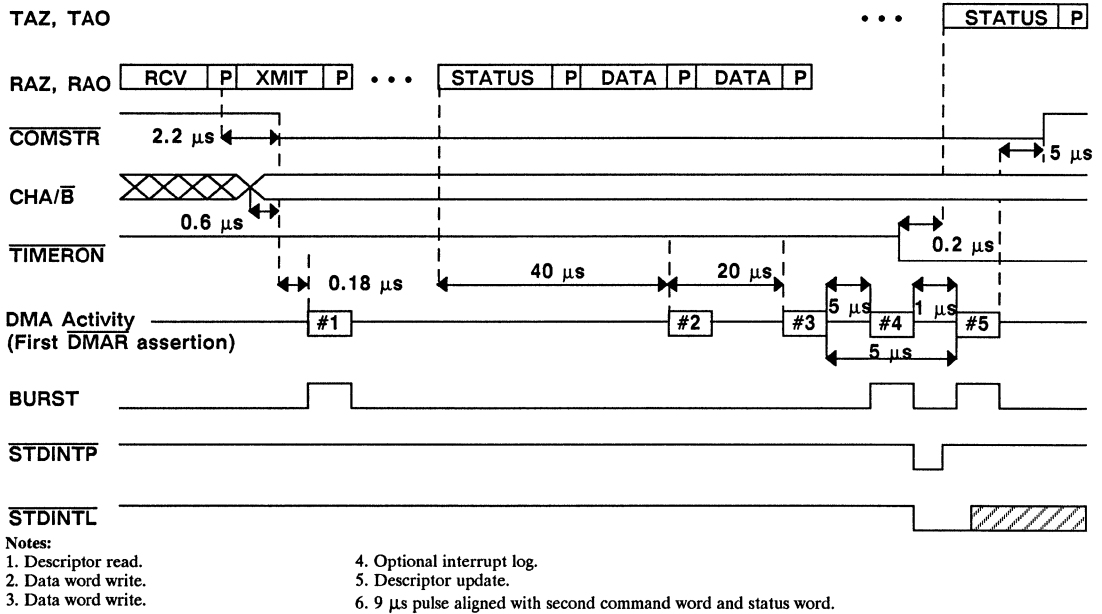 TAZ, TAO
• • • STATUS P
RAZ, RAO
RCV P XMIT P • • • STATUS P DATA P DATA P
COMSTR
2.2 μs
5 μs
CHA/B
0.6 μs
TIMERON
0.2 μs
0.18 μs
40 μs
20 μs
5 μs
1 μs
DMA Activity
(First DMAR assertion)
#1 #2 #3 #4 #5
5 μs
BURST
STDINTP
STDINTL
Notes:
1. Descriptor read.
2. Data word write.
3. Data word write.
4. Optional interrupt log.
5. Descriptor update.
6. 9 μs pulse aligned with second command word and status word.